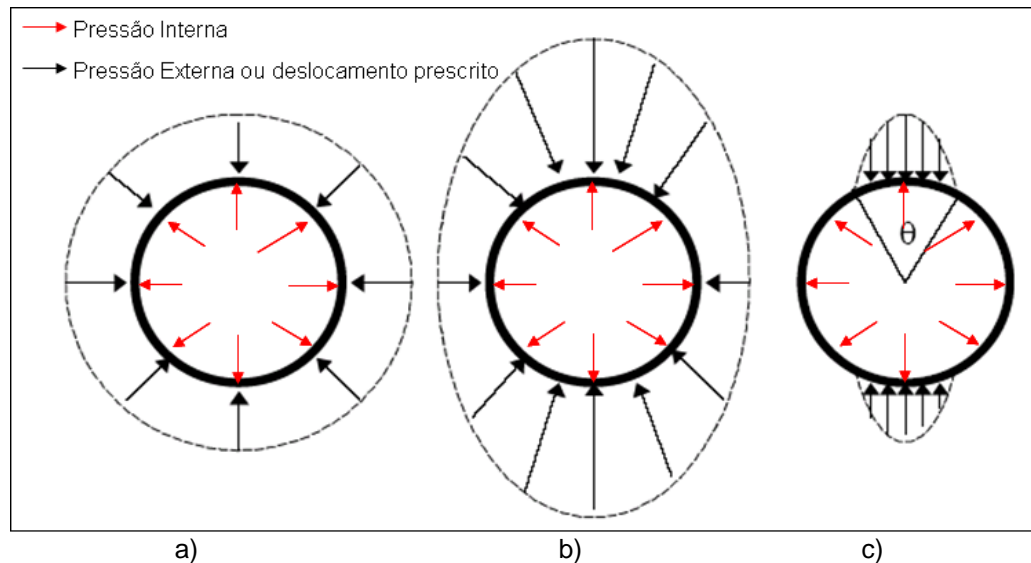 Pressão Interna
Pressão Externa ou deslocamento prescrito
θ
a) b) c)